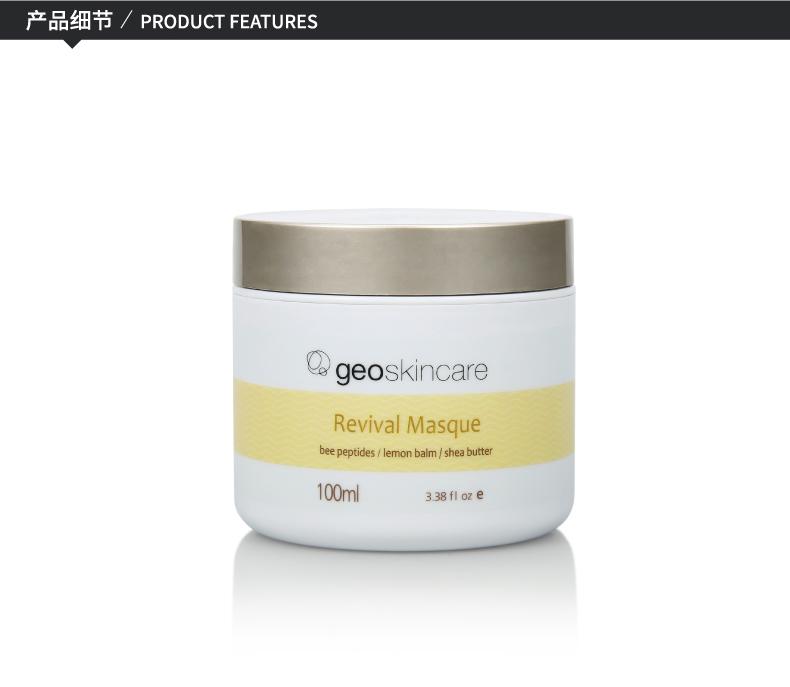 产品细节 / PRODUCT FEATURES
geoskincare
Revival Masque
bee peptides / lemon balm / shea butter
100ml 3.38 fl oz e